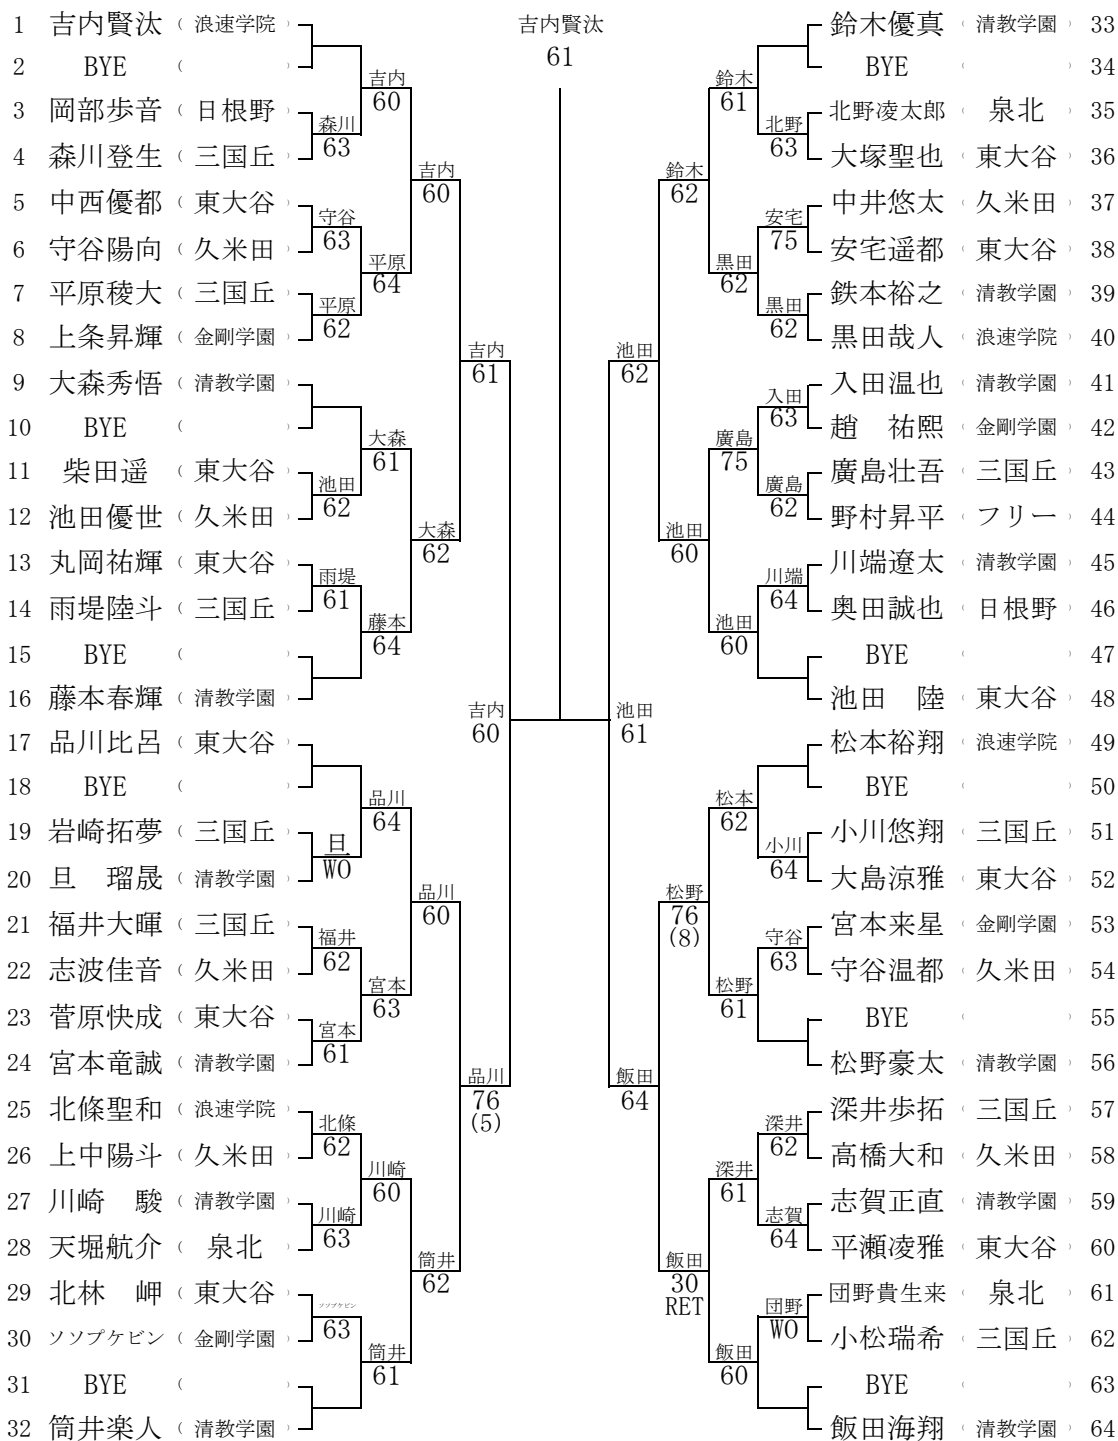 吉内賢汰
61
1 吉内賢汰 ( 浪速学院 )
2 BYE ( )
3 岡部歩音 ( 日根野 )
4 森川登生 ( 三国丘 )
5 中西優都 ( 東大谷 )
6 守谷陽向 ( 久米田 )
7 平原稜大 ( 三国丘 )
8 上条昇輝 ( 金剛学園 )
9 大森秀悟 ( 清教学園 )
10 BYE ( )
11 柴田遥 ( 東大谷 )
12 池田優世 ( 久米田 )
13 丸岡祐輝 ( 東大谷 )
14 雨堤陸斗 ( 三国丘 )
15 BYE ( )
16 藤本春輝 ( 清教学園 )
17 品川比呂 ( 東大谷 )
18 BYE ( )
19 岩崎拓夢 ( 三国丘 )
20 旦 瑠晟 ( 清教学園 )
21 福井大暉 ( 三国丘 )
22 志波佳音 ( 久米田 )
23 菅原快成 ( 東大谷 )
24 宮本竜誠 ( 清教学園 )
25 北條聖和 ( 浪速学院 )
26 上中陽斗 ( 久米田 )
27 川崎 駿 ( 清教学園 )
28 天堀航介 ( 泉北 )
29 北林 岬 ( 東大谷 )
30 ソソプケビン ( 金剛学園 )
31 BYE ( )
32 筒井楽人 ( 清教学園 )
森川
63
守谷
63
平原
62
池田
62
雨堤
61
旦
WO
福井
62
宮本
61
北條
62
川崎
63
ソソプケビン
63
吉内
60
平原
64
大森
61
藤本
64
品川
64
宮本
63
川崎
60
筒井
61
吉内
60
大森
62
品川
60
筒井
62
吉内
61
品川
76
(5)
吉内
60
池田
61
池田
62
飯田
64
鈴木
62
池田
60
松野
76
(8)
飯田
30
RET
鈴木
61
黒田
62
廣島
75
池田
60
松本
62
松野
61
深井
61
飯田
60
北野
63
安宅
75
黒田
62
入田
63
廣島
62
川端
64
小川
64
守谷
63
深井
62
志賀
64
団野
WO
鈴木優真 ( 清教学園 ) 33
BYE ( ) 34
北野凌太郎 泉北 ) 35
大塚聖也 ( 東大谷 ) 36
中井悠太 ( 久米田 ) 37
安宅遥都 ( 東大谷 ) 38
鉄本裕之 ( 清教学園 ) 39
黒田哉人 ( 浪速学院 ) 40
入田温也 ( 清教学園 ) 41
趙 祐熙 ( 金剛学園 ) 42
廣島壮吾 ( 三国丘 ) 43
野村昇平 ( フリー ) 44
川端遼太 ( 清教学園 ) 45
奥田誠也 ( 日根野 ) 46
BYE ( ) 47
池田 陸 ( 東大谷 ) 48
松本裕翔 ( 浪速学院 ) 49
BYE ( ) 50
小川悠翔 ( 三国丘 ) 51
大島涼雅 ( 東大谷 ) 52
宮本来星 ( 金剛学園 ) 53
守谷温都 ( 久米田 ) 54
BYE ( ) 55
松野豪太 ( 清教学園 ) 56
深井歩拓 ( 三国丘 ) 57
高橋大和 ( 久米田 ) 58
志賀正直 ( 清教学園 ) 59
平瀬凌雅 ( 東大谷 ) 60
団野貴生来 泉北 ) 61
小松瑞希 ( 三国丘 ) 62
BYE ( ) 63
飯田海翔 ( 清教学園 ) 64